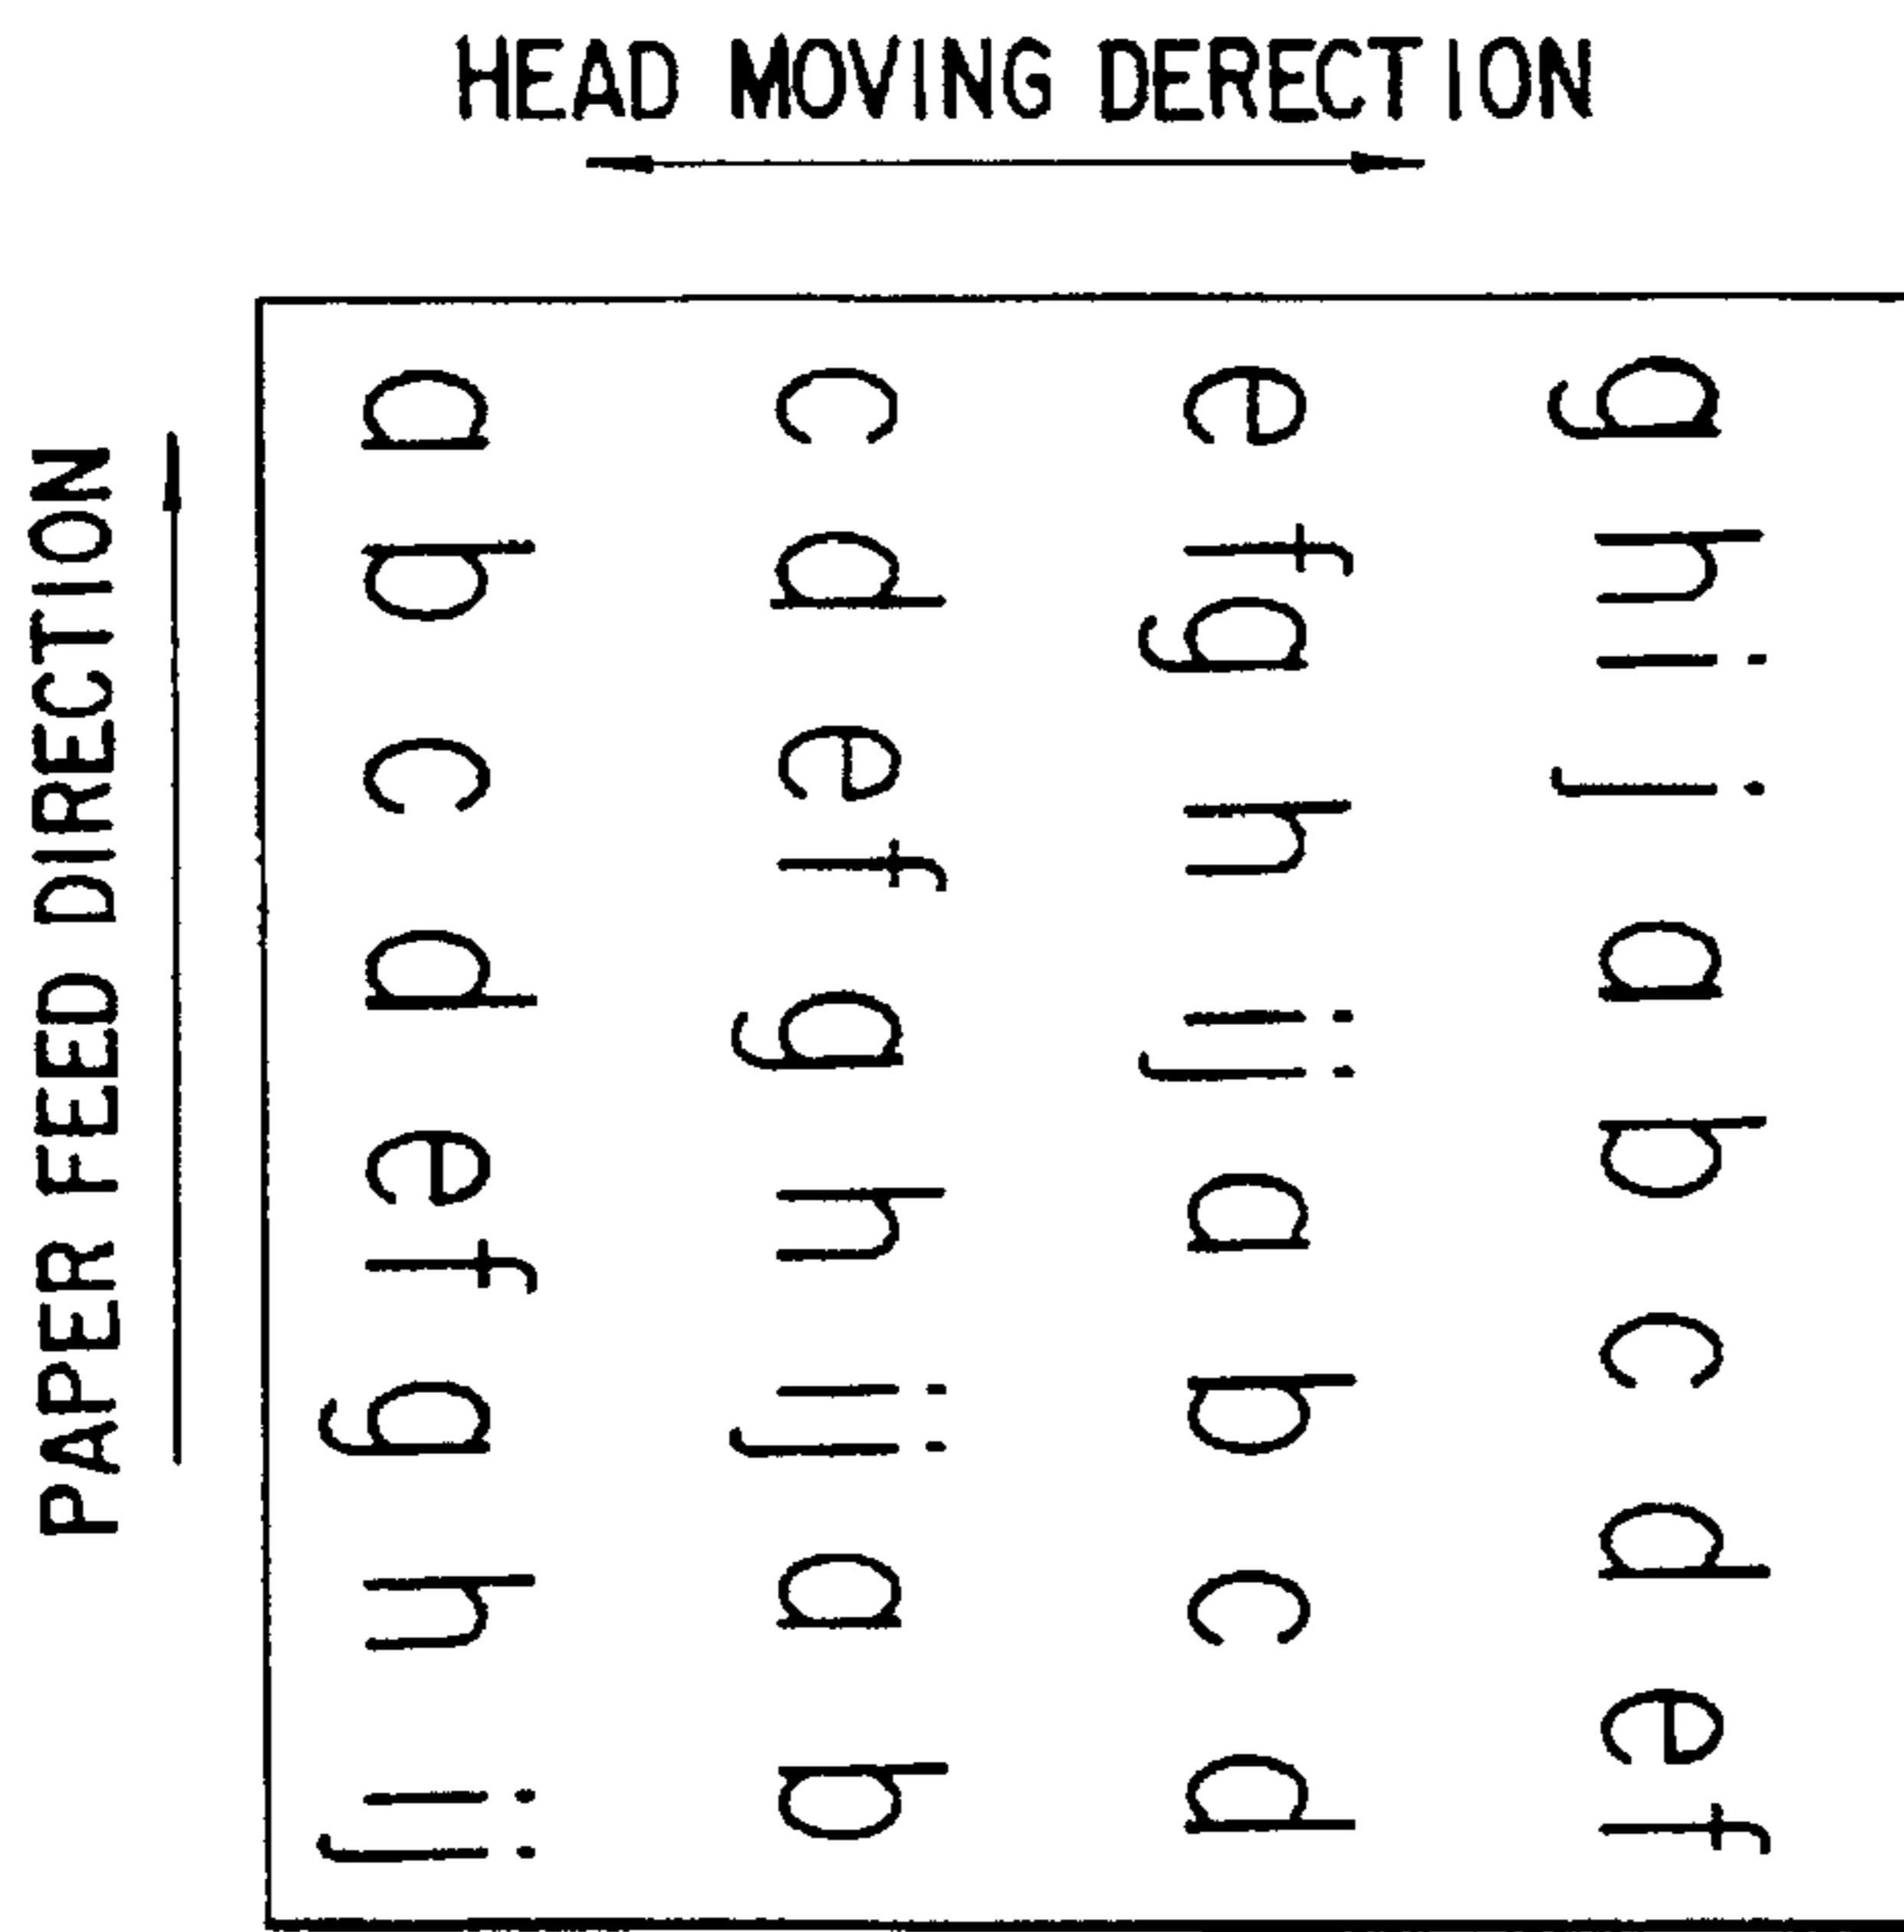 HEAD MOVING DERECTION
PAPER FEED DIRECTION
ghijabcdef
efghijabcd
cdefghijab
abcdefghij